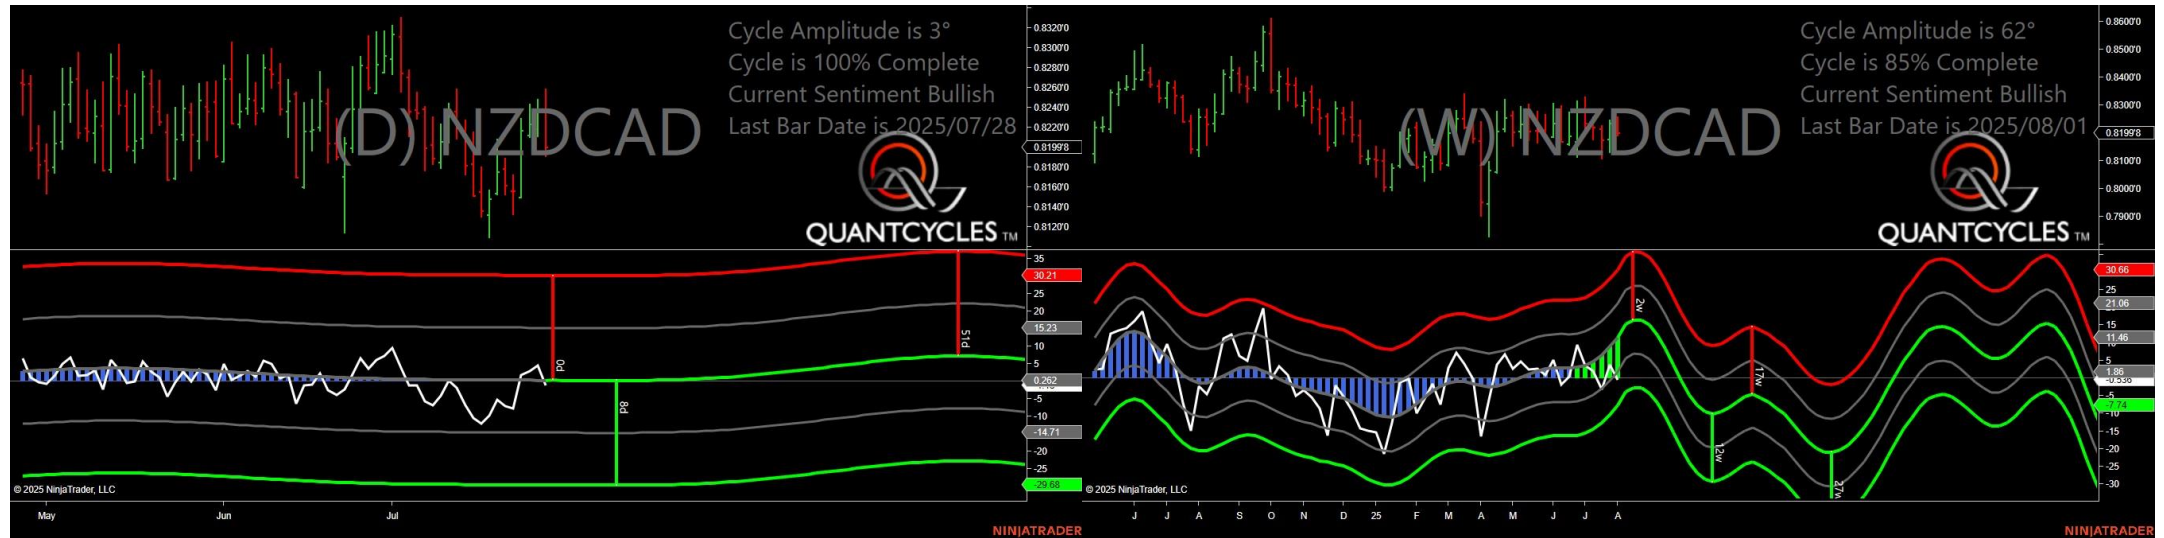 Cycle Amplitude is 3°
Cycle is 100% Complete
Current Sentiment Bullish
Last Bar Date is 2025/07/28
(D) NZDCAD
QUANTCYCLES TM
0.8320'0
0.8300'0
0.8280'0
0.8260'0
0.8240'0
0.8220'0
0.8199'8
0.8180'0
0.8160'0
0.8140'0
0.8120'0
35
30.21
25
20
15.23
10
5
0.262
-5
-10
-14.71
-20
-25
-29.68
0d
8d
51d
© 2025 NinjaTrader, LLC
May
Jun
Jul
NINJATRADER
Cycle Amplitude is 62°
Cycle is 85% Complete
Current Sentiment Bullish
Last Bar Date is 2025/08/01
(W) NZDCAD
QUANTCYCLES TM
0.8600'0
0.8500'0
0.8400'0
0.8300'0
0.8199'8
0.8100'0
0.8000'0
0.7900'0
30.66
25
21.06
15
11.46
5
1.86
-0.536
-5
-7.74
-10
-15
-20
-25
-30
2w
12w
17w
27w
© 2025 NinjaTrader, LLC
J
J
A
S
O
N
D
25
F
M
A
M
J
J
A
NINJATRADER